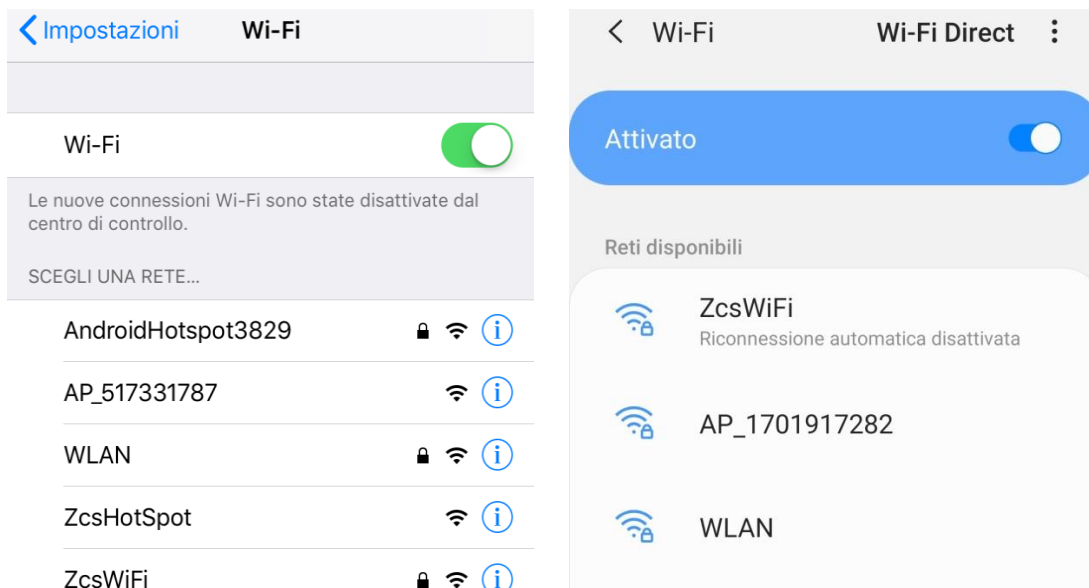 Impostazioni Wi-Fi
Wi-Fi
Le nuove connessioni Wi-Fi sono state disattivate dal
centro di controllo.
SCEGLI UNA RETE...
AndroidHotspot3829
AP_517331787
WLAN
ZcsHotSpot
ZcsWiFi
Wi-Fi Wi-Fi Direct
Attivato
Reti disponibili
ZcsWiFi
Riconnessione automatica disattivata
AP_1701917282
WLAN